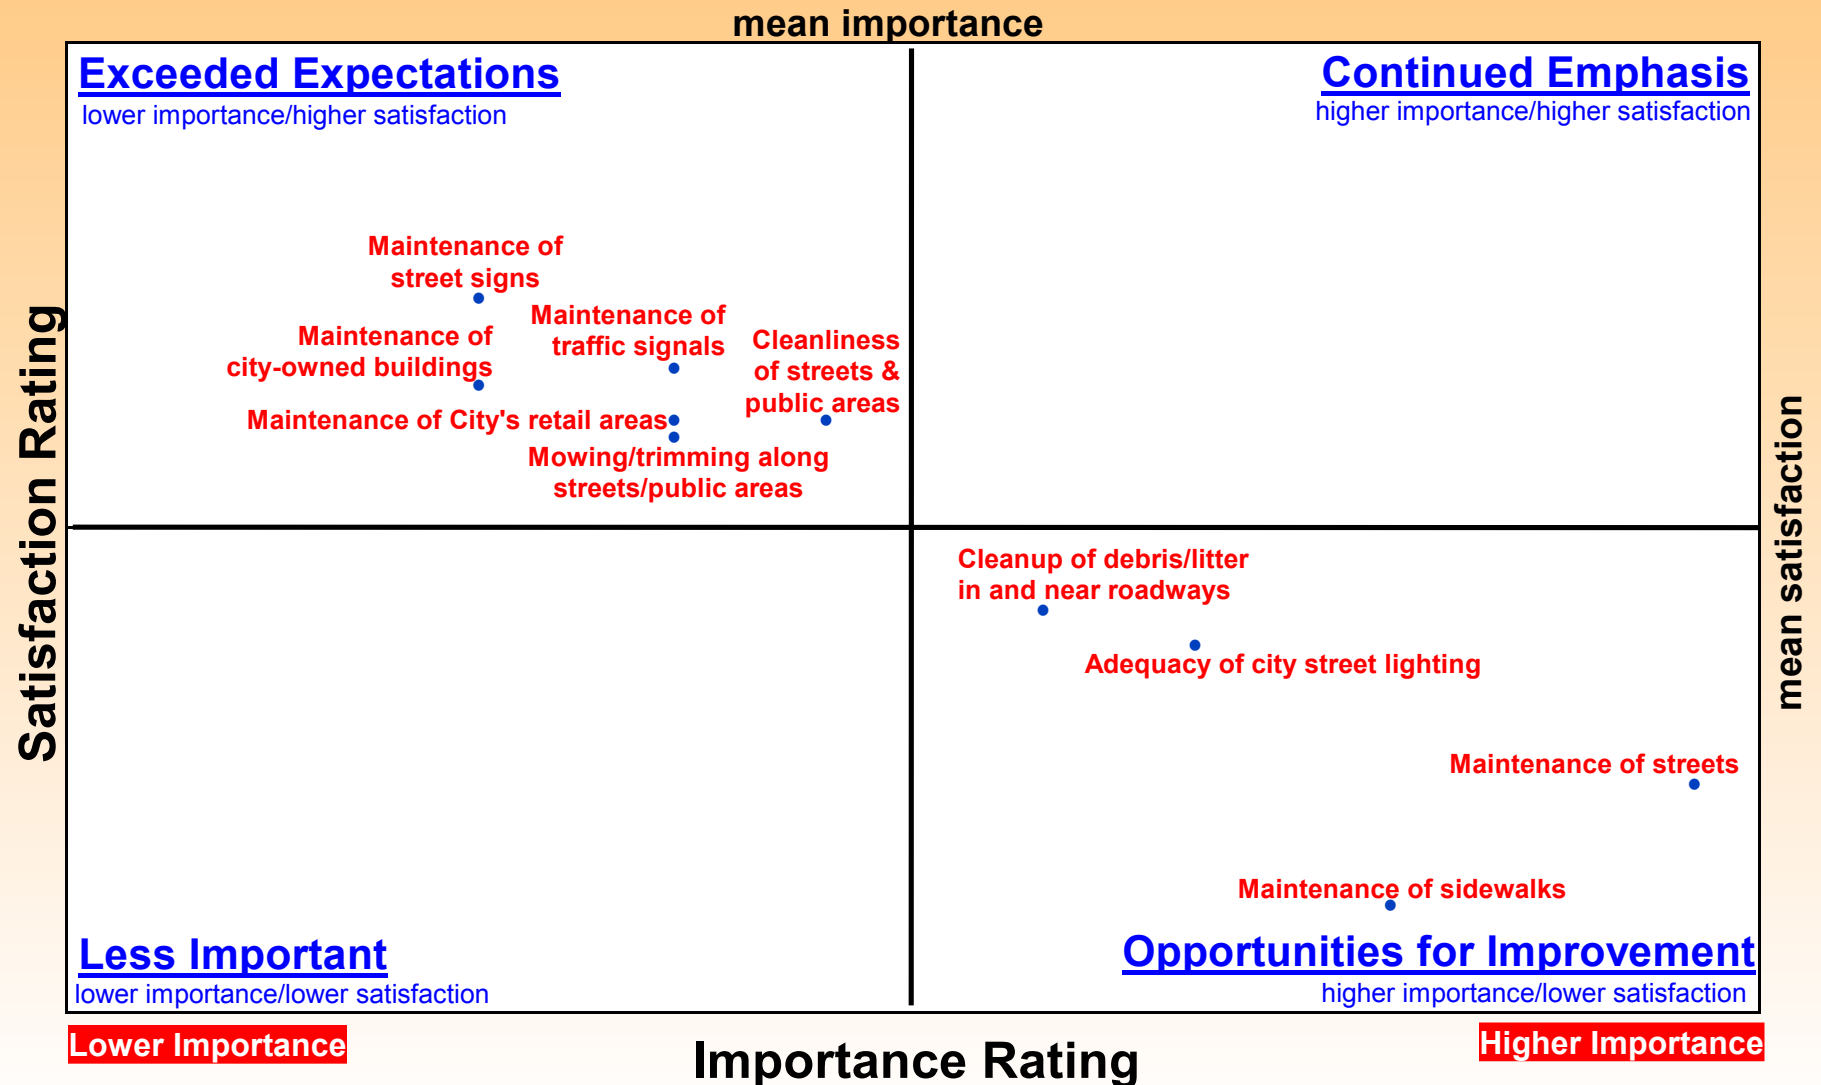 mean importance
Exceeded Expectations
lower importance/higher satisfaction
Continued Emphasis
higher importance/higher satisfaction
Maintenance of
street signs
Maintenance of
traffic signals
Maintenance of
city-owned buildings
Cleanliness
of streets &
public areas
Maintenance of City's retail areas
Mowing/trimming along
streets/public areas
Satisfaction Rating
mean satisfaction
Cleanup of debris/litter
in and near roadways
Adequacy of city street lighting
Maintenance of streets
Maintenance of sidewalks
Less Important
lower importance/lower satisfaction
Opportunities for Improvement
higher importance/lower satisfaction
Lower Importance
Importance Rating
Higher Importance